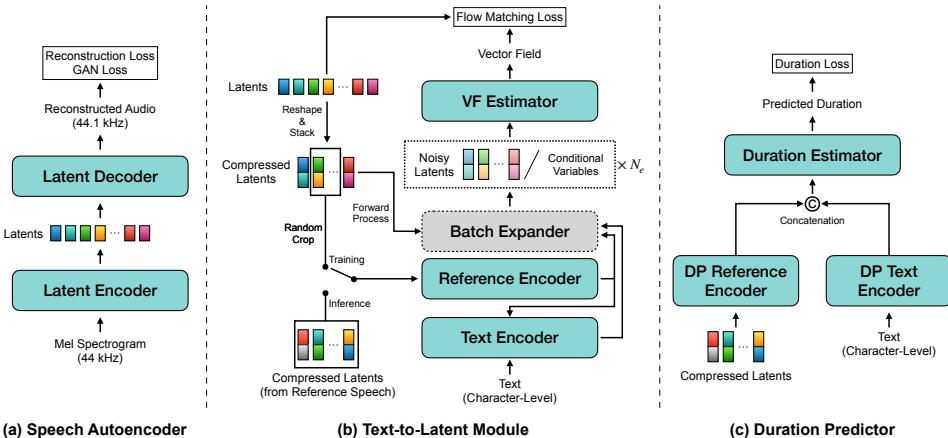 Reconstruction Loss
GAN Loss
Reconstructed Audio
(44.1 kHz)
Latent Decoder
Latents
...
Latent Encoder
Mel Spectrogram
(44 kHz)
(a) Speech Autoencoder
Flow Matching Loss
Vector Field
Latents
...
VF Estimator
Reshape
&
Stack
Compressed
Latents
...
Noisy
Latents
...
/
Conditional
Variables
× Nₑ
Forward
Process
Random
Crop
Batch Expander
Training
Reference Encoder
Inference
...
Text Encoder
Compressed Latents
(from Reference Speech)
Text
(Character-Level)
(b) Text-to-Latent Module
Duration Loss
Predicted Duration
Duration Estimator
C
Concatenation
DP Reference
Encoder
DP Text
Encoder
...
Compressed Latents
Text
(Character-Level)
(c) Duration Predictor